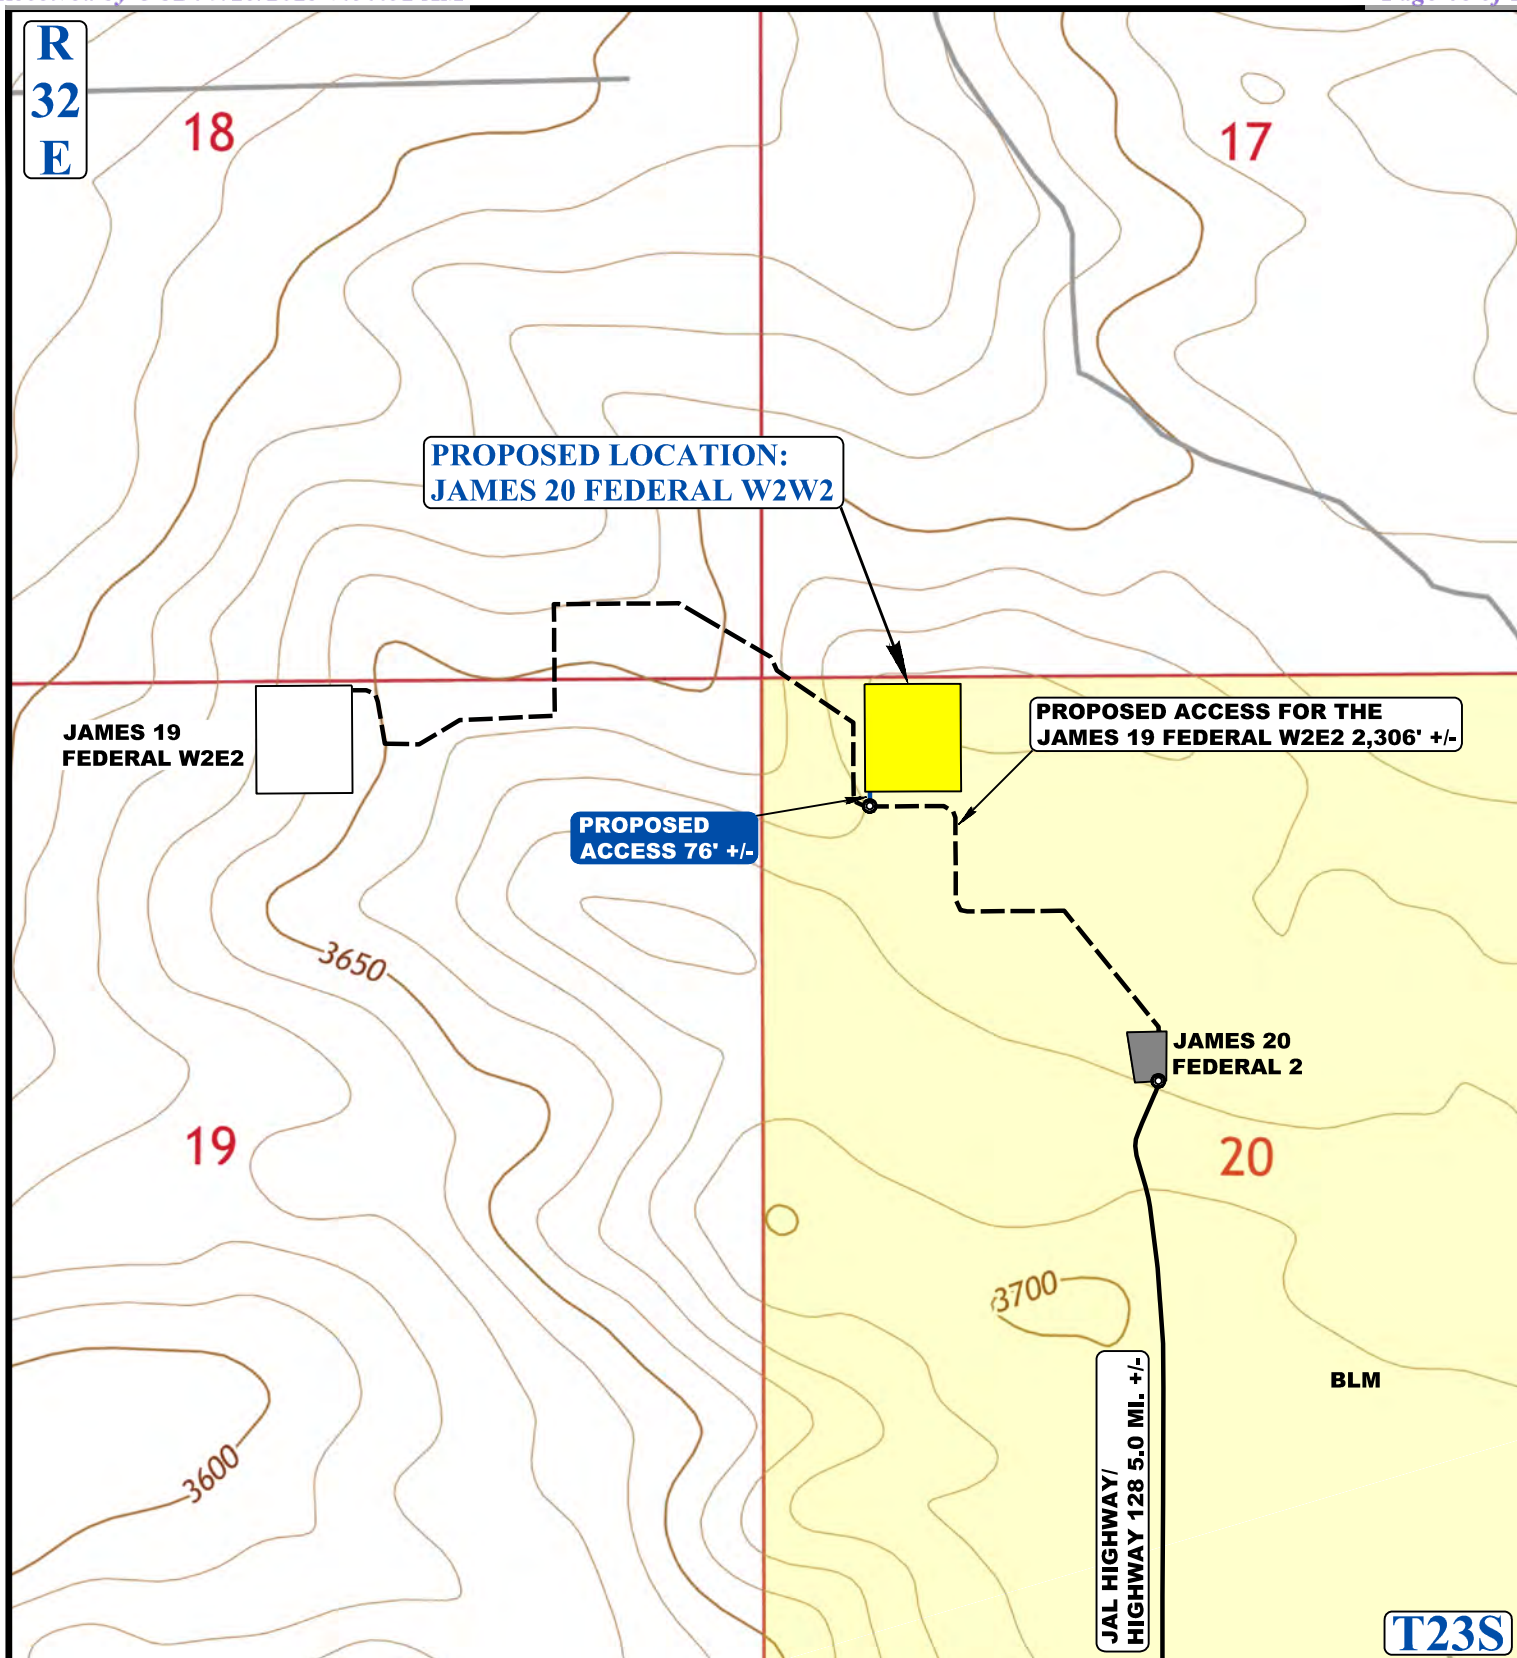 R
32
E
18
17
PROPOSED LOCATION:
JAMES 20 FEDERAL W2W2
JAMES 19
FEDERAL W2E2
PROPOSED ACCESS FOR THE
JAMES 19 FEDERAL W2E2 2,306' +/-
PROPOSED
ACCESS 76' +/-
3650
JAMES 20
FEDERAL 2
19
20
3700
BLM
3600
JAL HIGHWAY/
HIGHWAY 128 5.0 MI. +/-
T23S